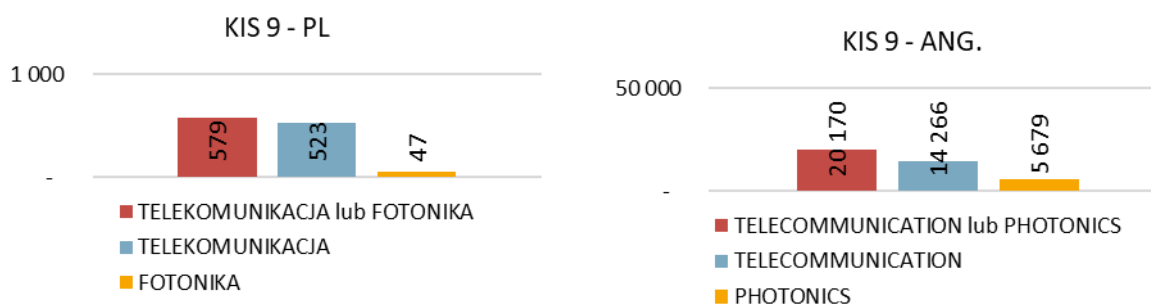 KIS 9 - PL
1 000
579
523
47
-
TELEKOMUNIKACJA lub FOTONIKA
TELEKOMUNIKACJA
FOTONIKA
KIS 9 - ANG.
50 000
20 170
14 266
5 679
-
TELECOMMUNICATION lub PHOTONICS
TELECOMMUNICATION
PHOTONICS